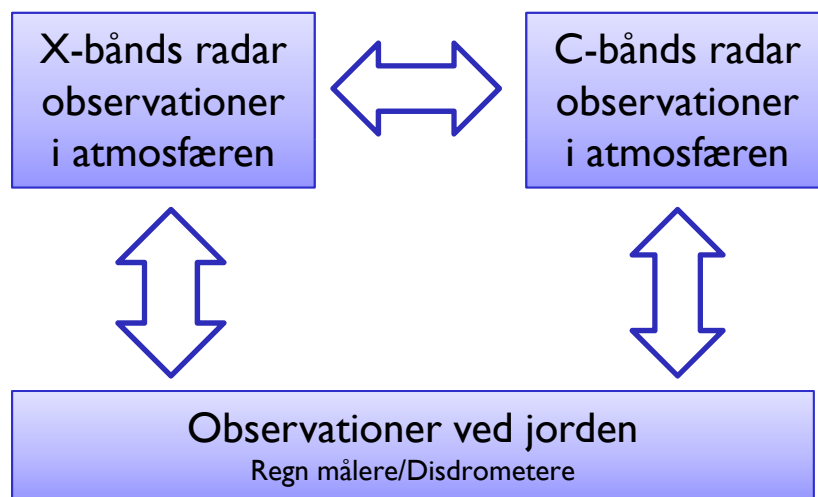 X-bånds radar
observationer
i atmosfæren
C-bånds radar
observationer
i atmosfæren
Observationer ved jorden
Regn målere/Disdrometere